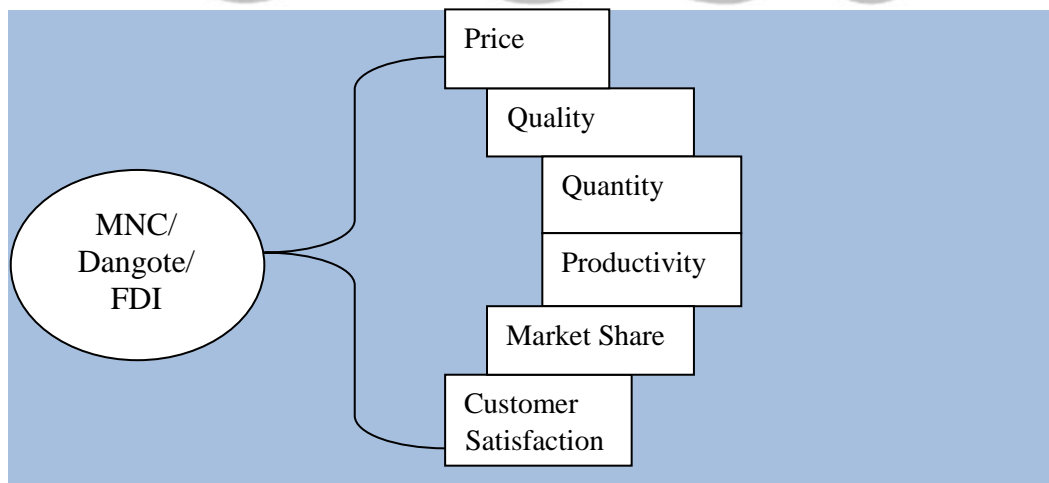 Price
Quality
Quantity
MNC/
Dangote/
FDI
Productivity
Market Share
Customer
Satisfaction